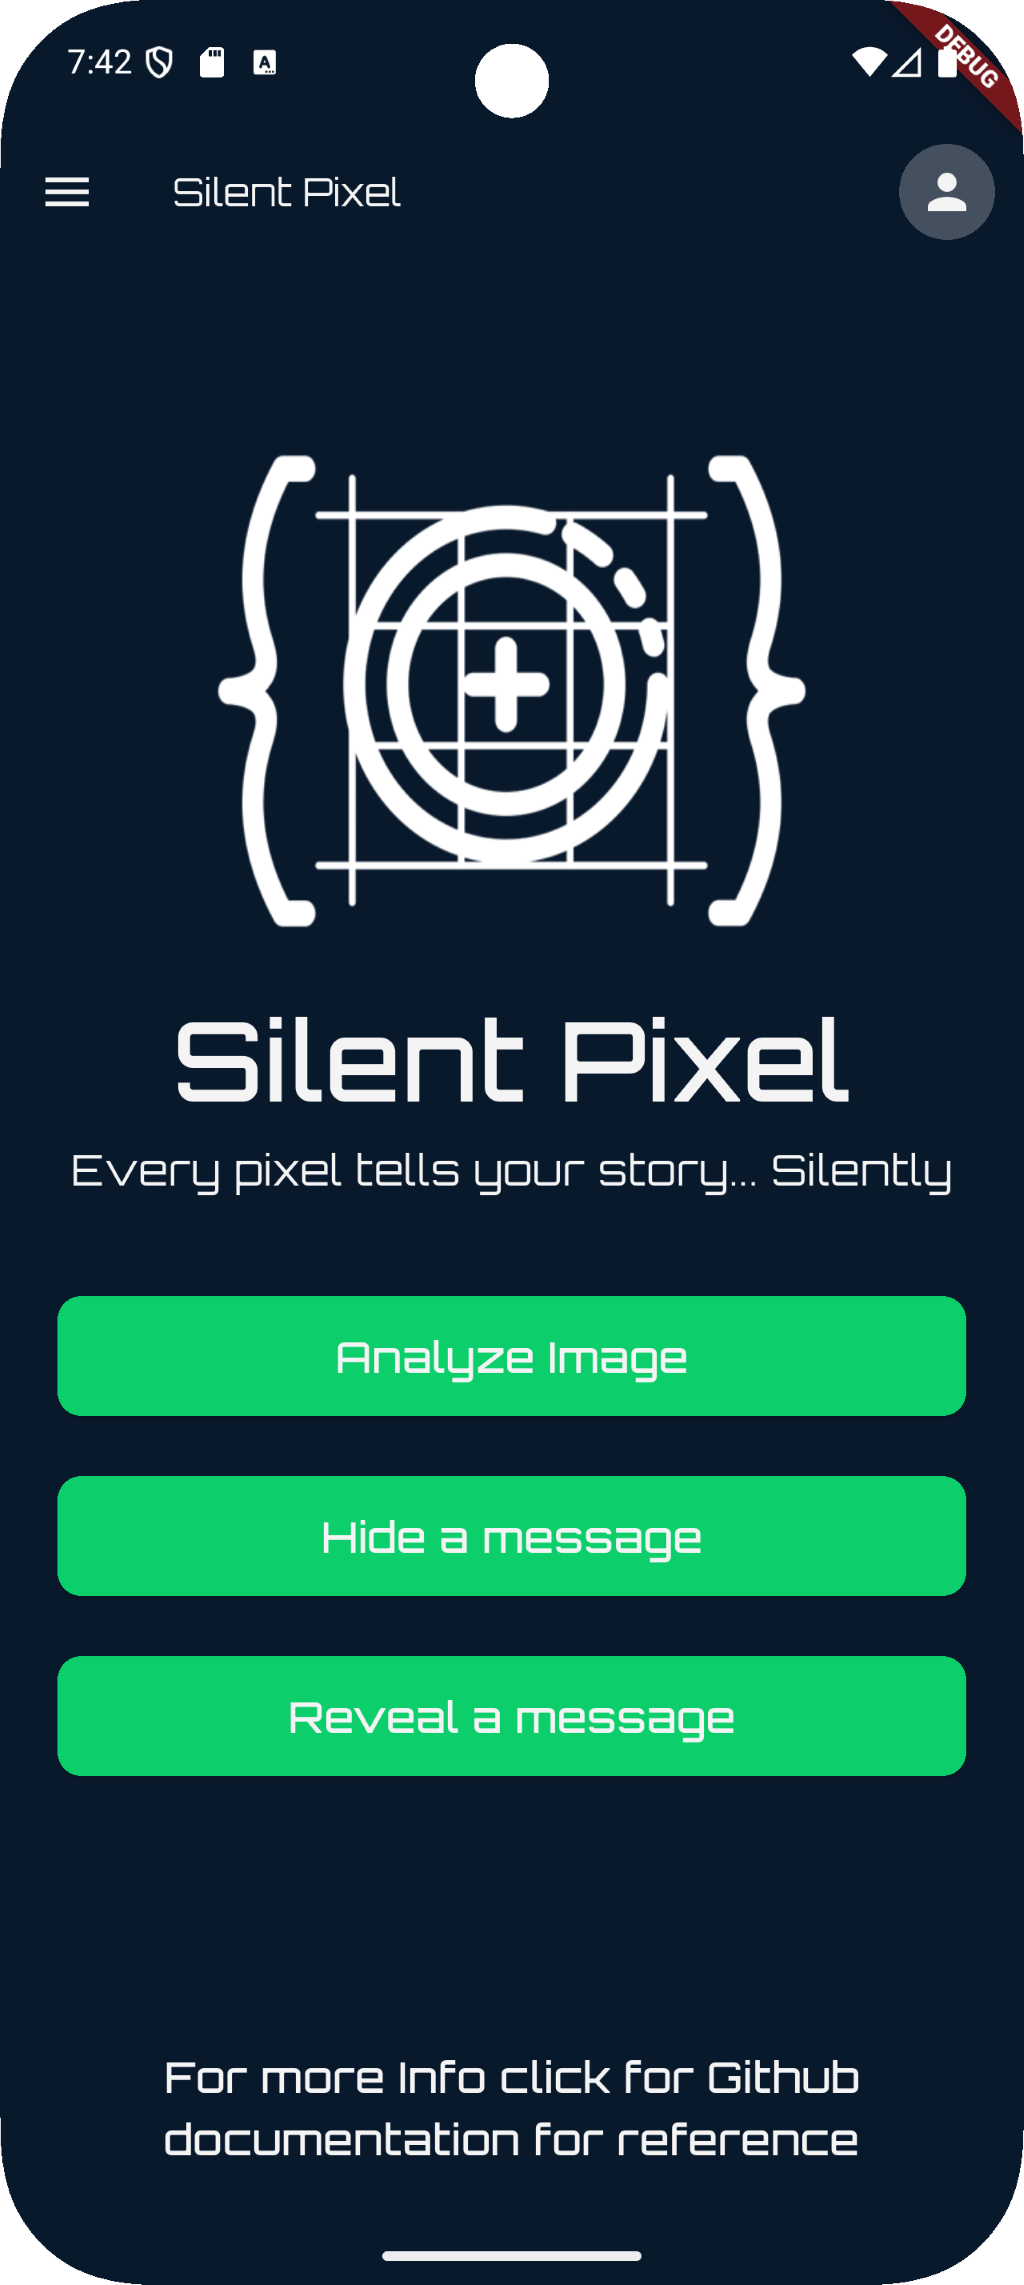 7:42
A
DEBUG
Silent Pixel
Silent Pixel
Every pixel tells your story... Silently
Analyze Image
Hide a message
Reveal a message
For more Info click for Github
documentation for reference